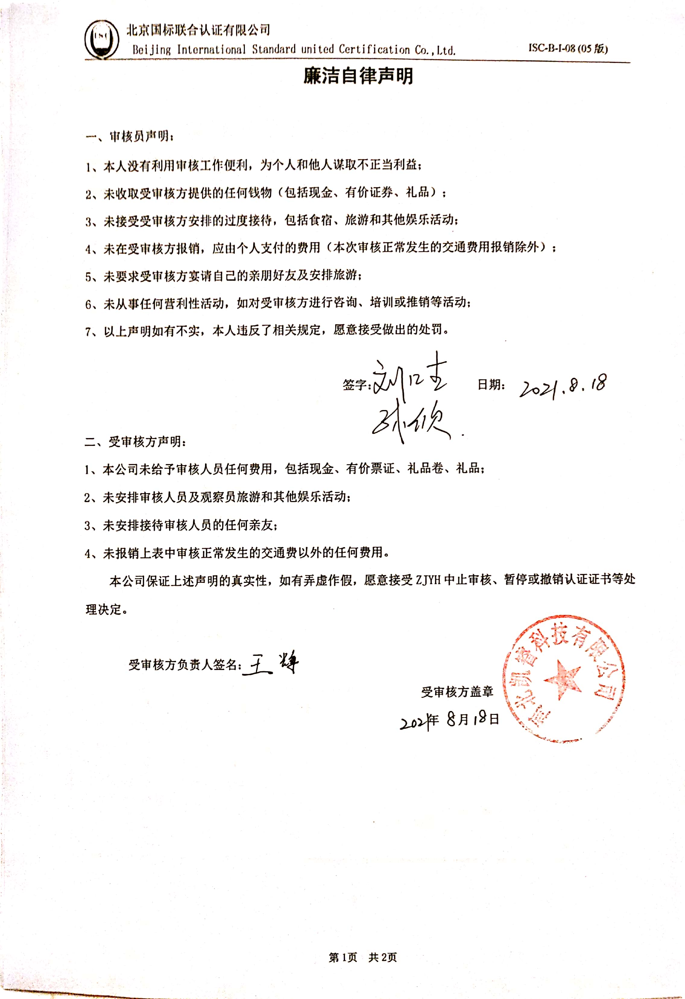 ISC
北京国标联合认证有限公司
Beijing International Standard united Certification Co.,Ltd.
ISC-B-I-08(05版)
廉洁自律声明
一、审核员声明：
1、本人没有利用审核工作便利，为个人和他人谋取不正当利益；
2、未收取受审核方提供的任何钱物（包括现金、有价证券、礼品）；
3、未接受受审核方安排的过度接待，包括食宿、旅游和其他娱乐活动；
4、未在受审核方报销，应由个人支付的费用（本次审核正常发生的交通费用报销除外）；
5、未要求受审核方宴请自己的亲朋好友及安排旅游；
6、未从事任何营利性活动，如对受审核方进行咨询、培训或推销等活动；
7、以上声明如有不实，本人违反了相关规定，愿意接受做出的处罚。
签字： 日期： 2021.8.18
二、受审核方声明：
1、本公司未给予审核人员任何费用，包括现金、有价票证、礼品卷、礼品；
2、未安排审核人员及观察员旅游和其他娱乐活动；
3、未安排接待审核人员的任何亲友；
4、未报销上表中审核正常发生的交通费以外的任何费用。
本公司保证上述声明的真实性，如有弄虚作假，愿意接受 ZJYH 中止审核、暂停或撤销认证证书等处
理决定。
受审核方负责人签名：王辉
河北凯睿科技有限公司
受审核方盖章
2021年 8月18日
第1页 共2页